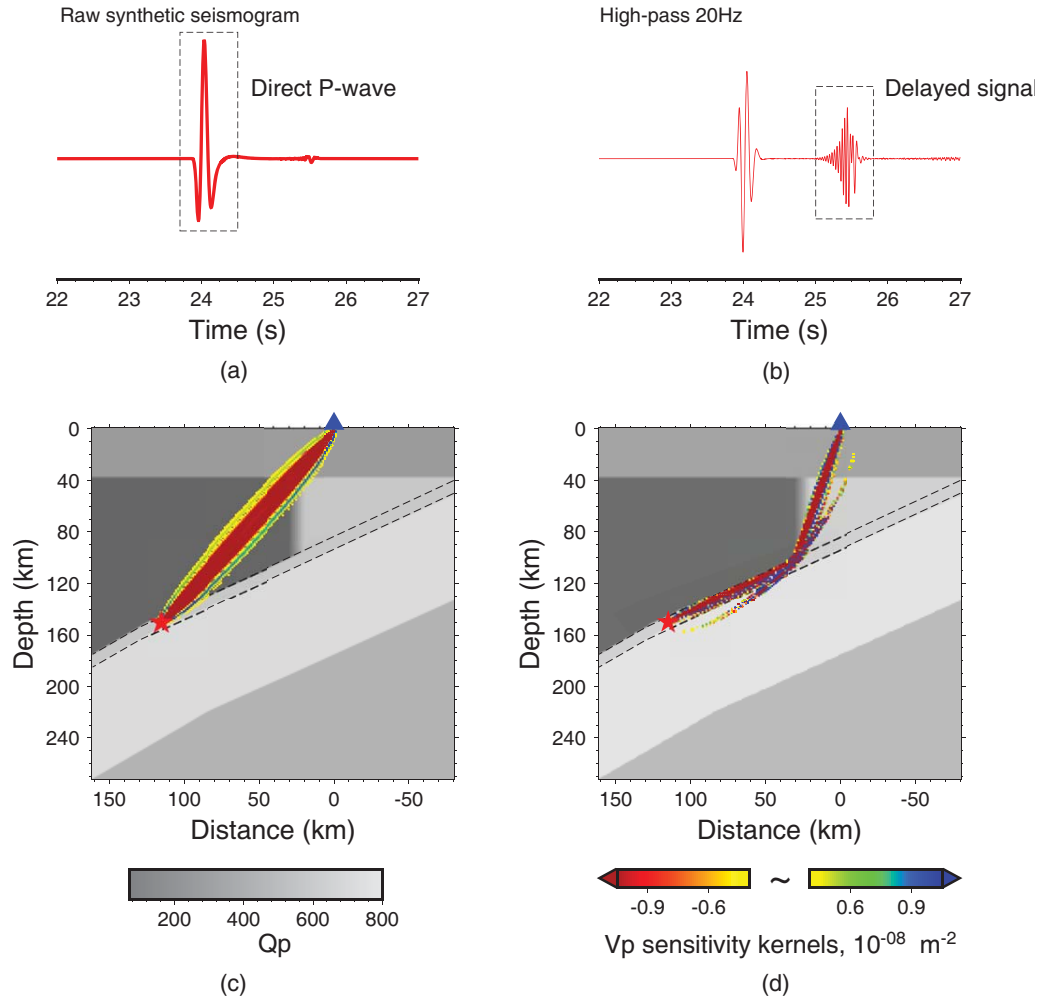 Raw synthetic seismogram
High-pass 20Hz
Direct P-wave
Delayed signal
22 23 24 25 26 27
22 23 24 25 26 27
Time (s)
Time (s)
(a)
(b)
0
40
80
120
160
200
240
Depth (km)
150 100 50 0 -50
Distance (km)
0
40
80
120
160
200
240
Depth (km)
150 100 50 0 -50
Distance (km)
200 400 600 800
Qp
(c)
~
-0.9 -0.6 0.6 0.9
Vp sensitivity kernels, 10⁻⁰⁸ m⁻²
(d)